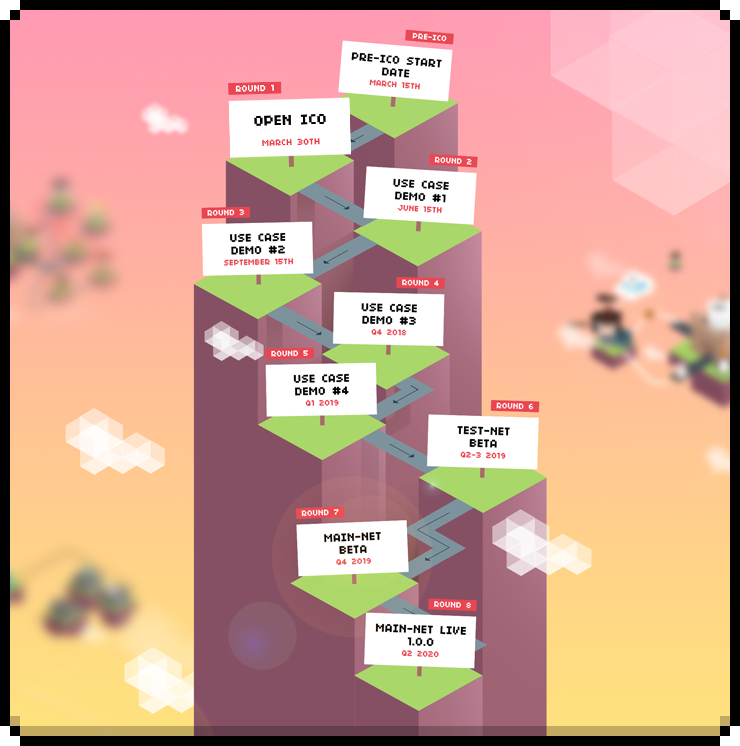 PRE-ICO
PRE-ICO START
DATE
MARCH 15TH
ROUND 1
OPEN ICO
MARCH 30TH
ROUND 2
USE CASE
DEMO #1
JUNE 15TH
ROUND 3
USE CASE
DEMO #2
SEPTEMBER 15TH
ROUND 4
USE CASE
DEMO #3
Q4 2018
ROUND 5
USE CASE
DEMO #4
Q1 2019
ROUND 6
TEST-NET
BETA
Q2-3 2019
ROUND 7
MAIN-NET
BETA
Q4 2019
ROUND 8
MAIN-NET LIVE
1.0.0
Q2 2020